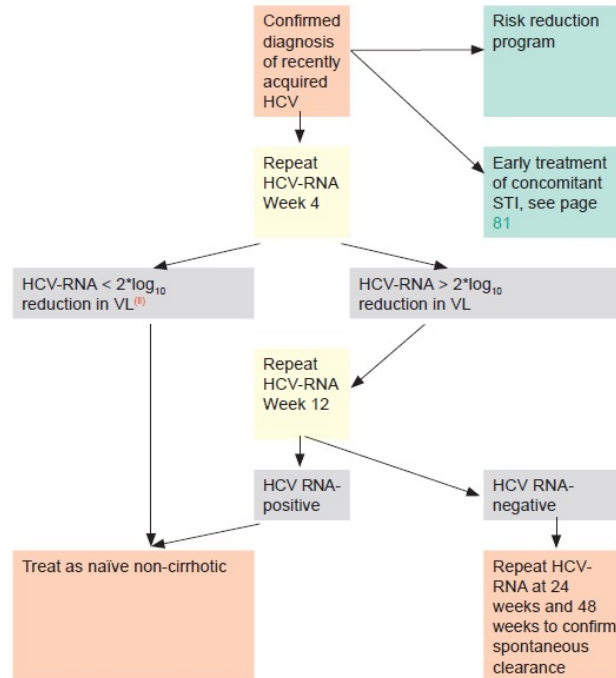 Confirmed
diagnosis
of recently
acquired
HCV
Risk reduction
program
Repeat
HCV-RNA
Week 4
Early treatment
of concomitant
STI, see page
81
HCV-RNA < 2*log₁₀
reduction in VL⁽ⁱⁱ⁾
HCV-RNA > 2*log₁₀
reduction in VL
Repeat
HCV-RNA
Week 12
HCV RNA-
positive
HCV RNA-
negative
Treat as naïve non-cirrhotic
Repeat HCV-
RNA at 24
weeks and 48
weeks to confirm
spontaneous
clearance